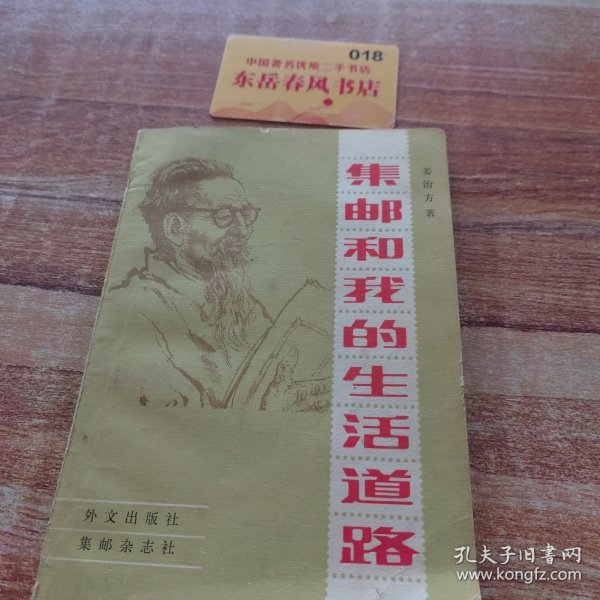 018
中国著名优质二手书店
东岳春风书店
姜治方著
集邮和我的生活道路
外文出版社
集邮杂志社
孔夫子旧书网
www.kongfz.com